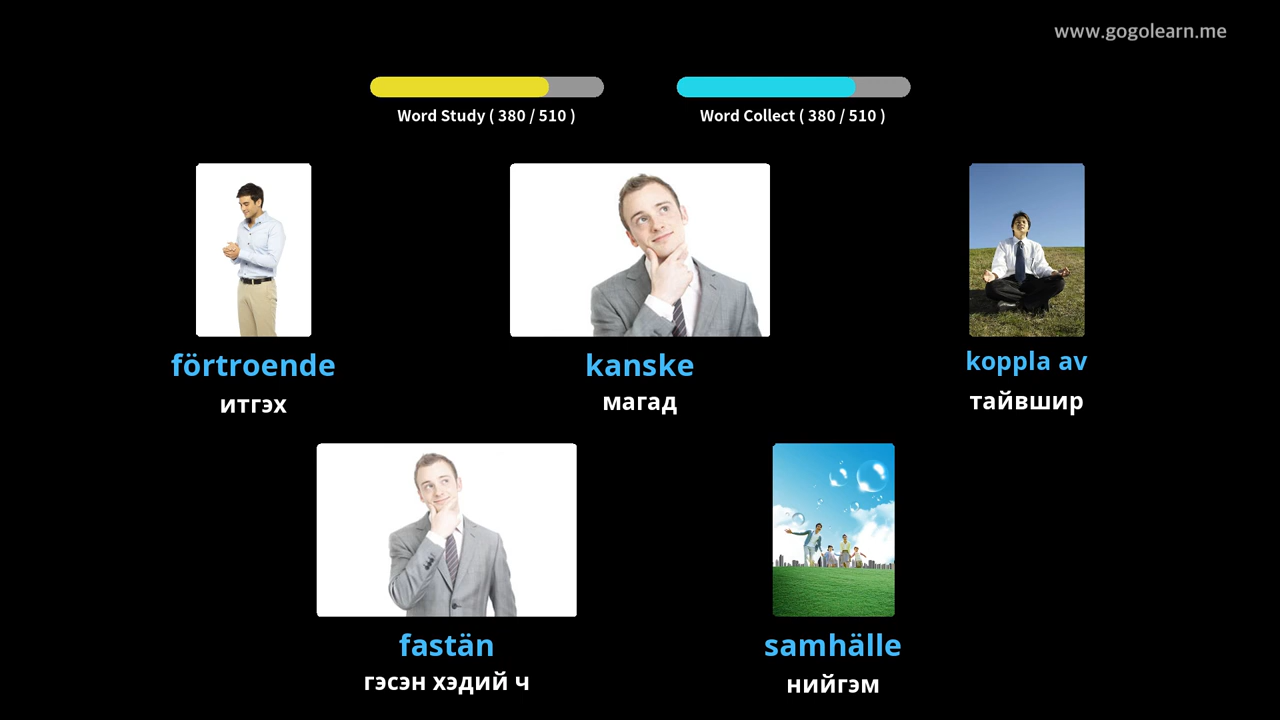 www.gogolearn.me
Word Study ( 380 / 510 )
Word Collect ( 380 / 510 )
förtroende
итгэх
kanske
магад
koppla av
тайвшир
fastän
гэсэн хэдий ч
samhälle
нийгэм